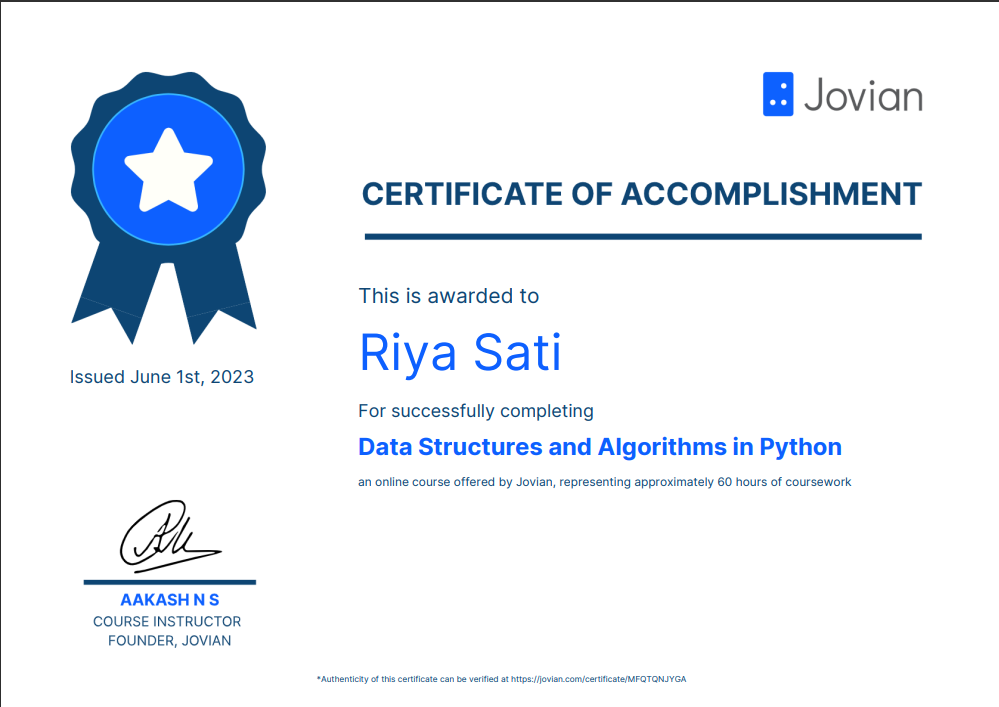 Jovian
CERTIFICATE OF ACCOMPLISHMENT
This is awarded to
Riya Sati
Issued June 1st, 2023
For successfully completing
Data Structures and Algorithms in Python
an online course offered by Jovian, representing approximately 60 hours of coursework
AAKASH N S
COURSE INSTRUCTOR
FOUNDER, JOVIAN
*Authenticity of this certificate can be verified at https://jovian.com/certificate/MFQTQNJYGA